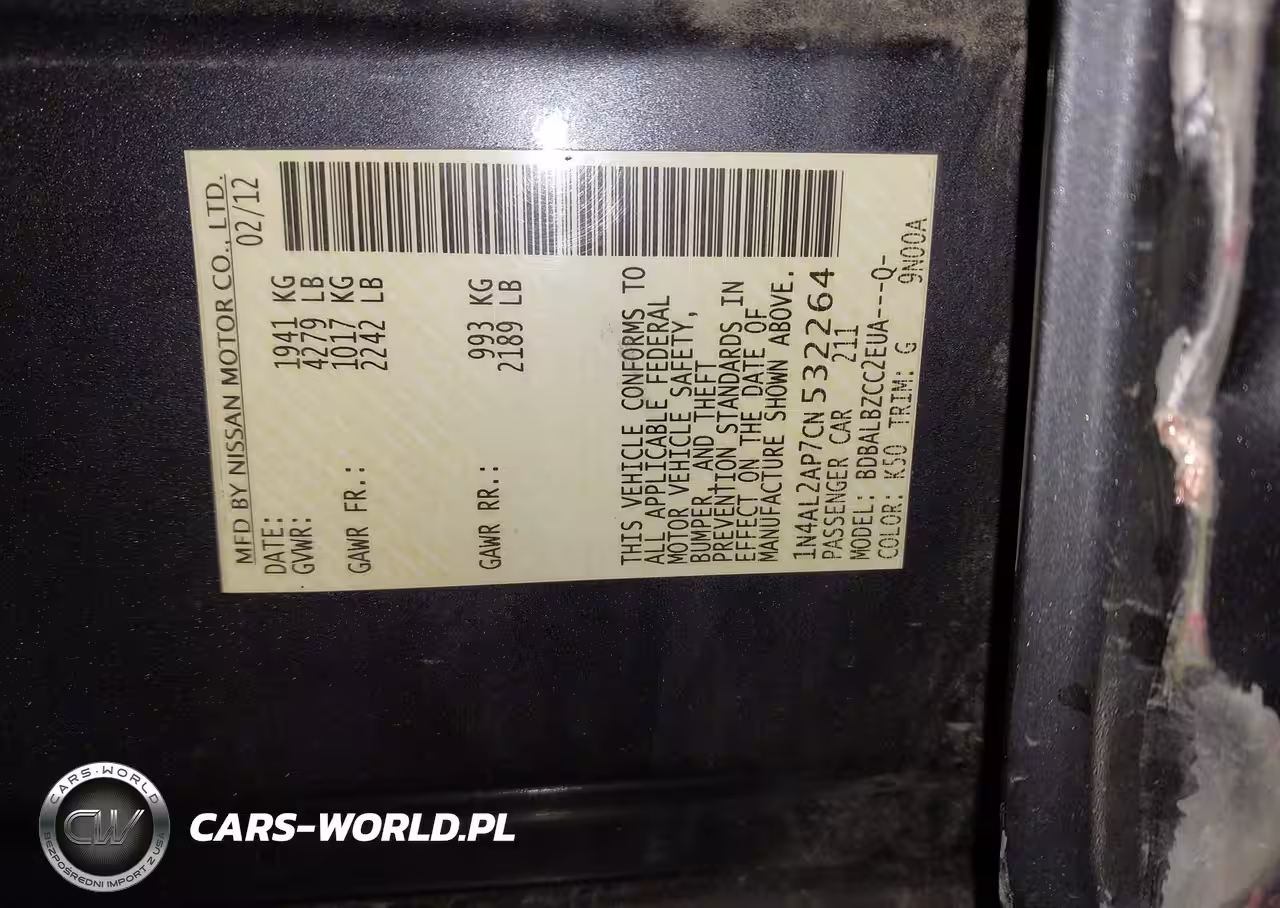 MFD BY NISSAN MOTOR CO., LTD.
DATE: 02/12
GVWR: 1941 KG
4279 LB
GAWR FR.: 1017 KG
2242 LB
GAWR RR.: 993 KG
2189 LB
THIS VEHICLE CONFORMS TO
ALL APPLICABLE FEDERAL
MOTOR VEHICLE SAFETY,
BUMPER, AND THEFT
PREVENTION STANDARDS IN
EFFECT ON THE DATE OF
MANUFACTURE SHOWN ABOVE.
1N4AL2AP7CN532264
PASSENGER CAR 211
MODEL: BDBALBZCC2EUA---Q-
COLOR: K50 TRIM: G 9N00A
CARS-WORLD
CW
BEZPOŚREDNI IMPORT Z USA
CARS-WORLD.PL